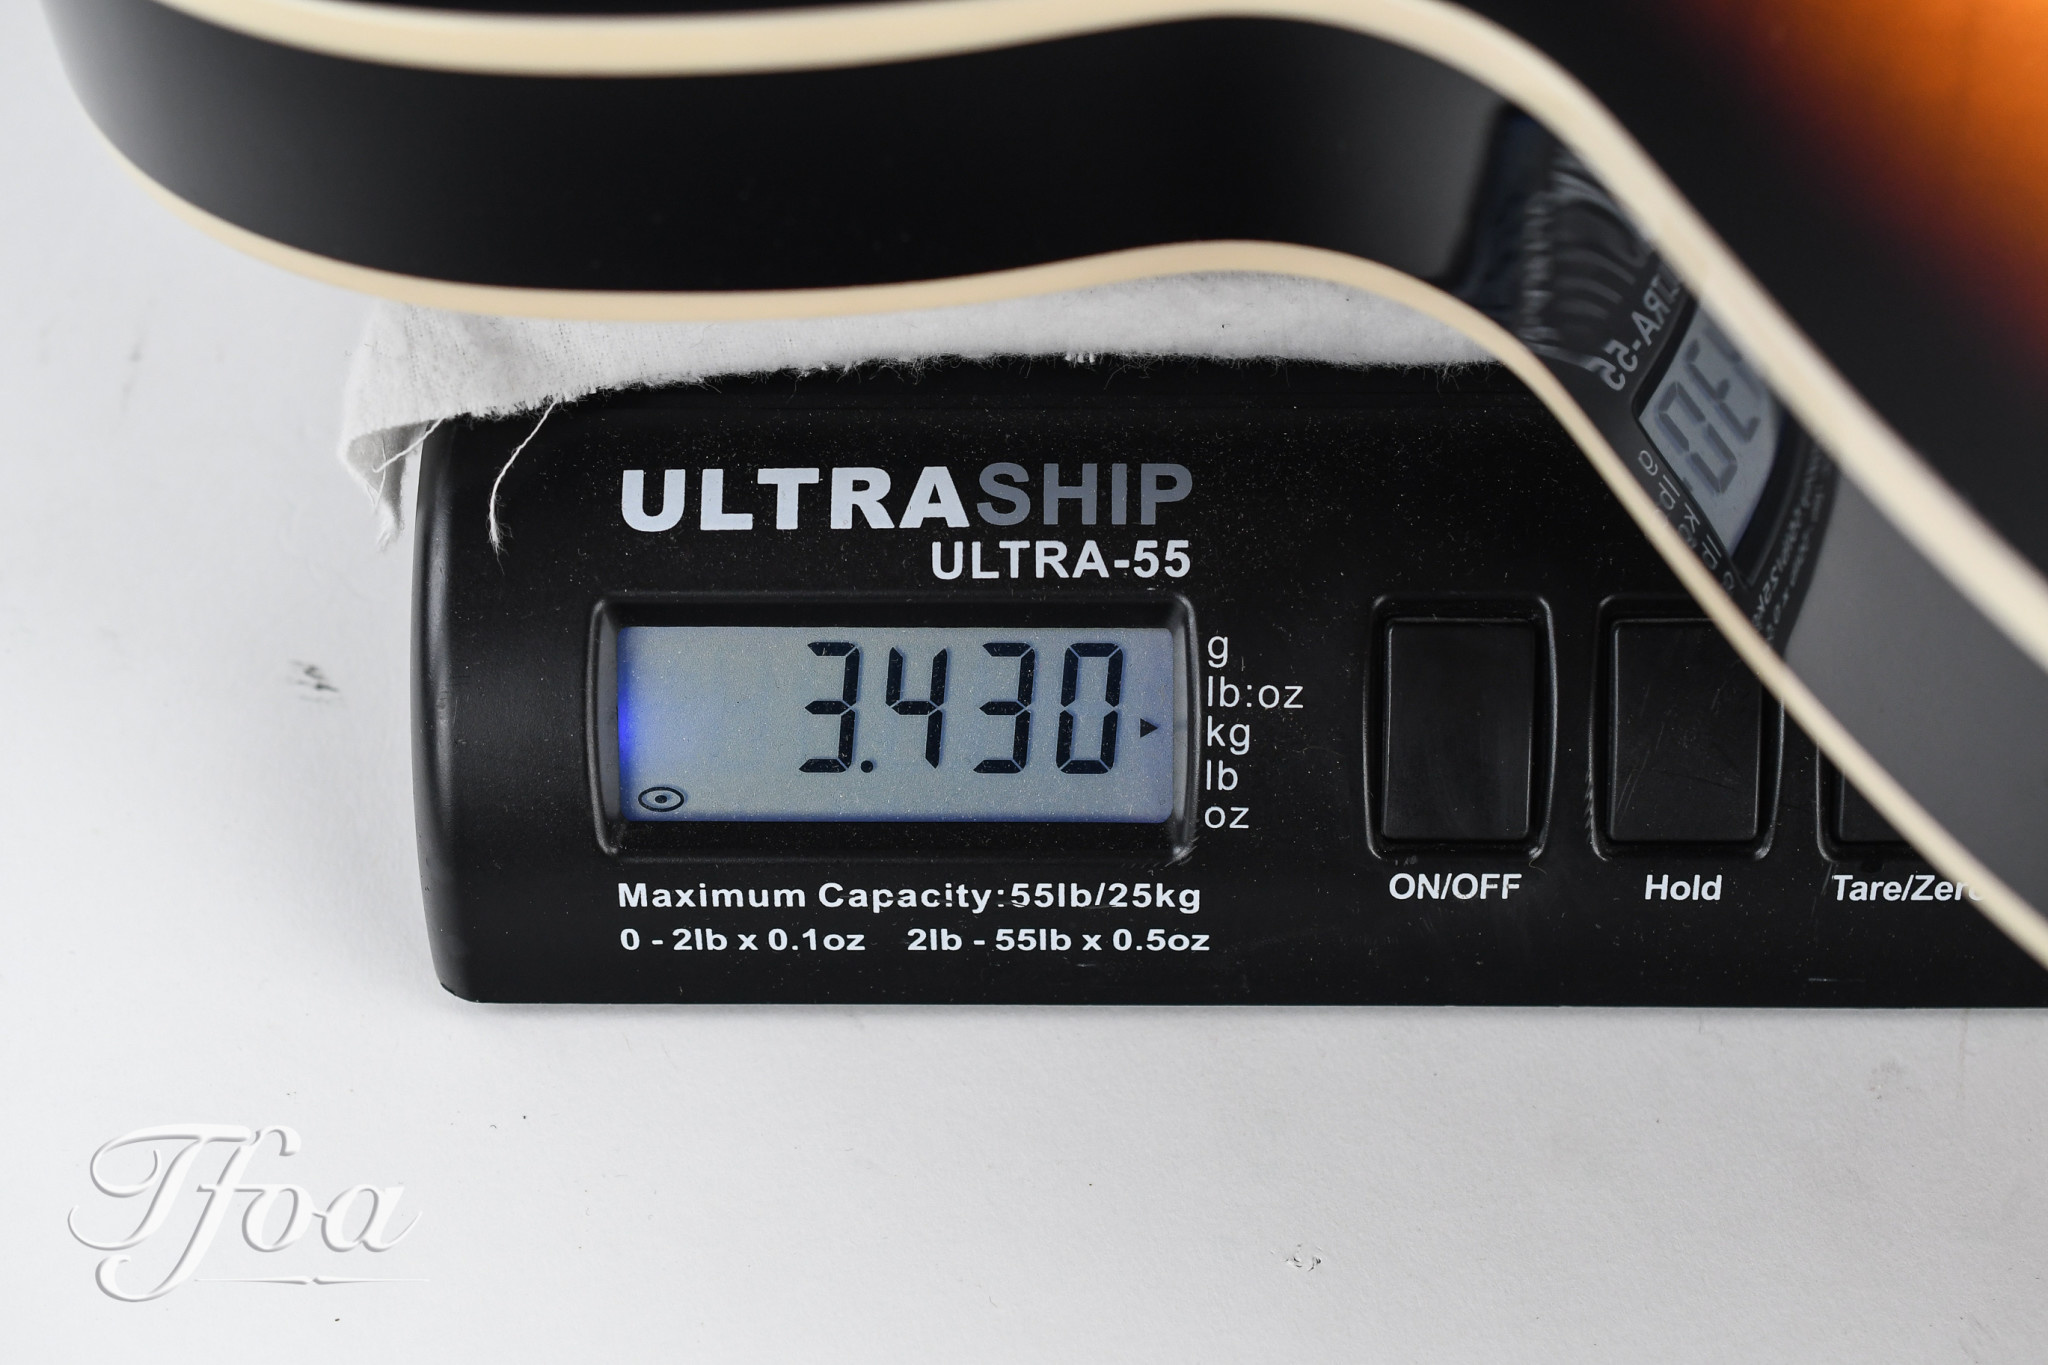 ULTRASHIP
ULTRA-55
3.430
g
lb:oz
kg
lb
oz
Maximum Capacity:55lb/25kg
0 - 2lb x 0.1oz 2lb - 55lb x 0.5oz
ON/OFF
Hold
Tare/Zero
Tfoa